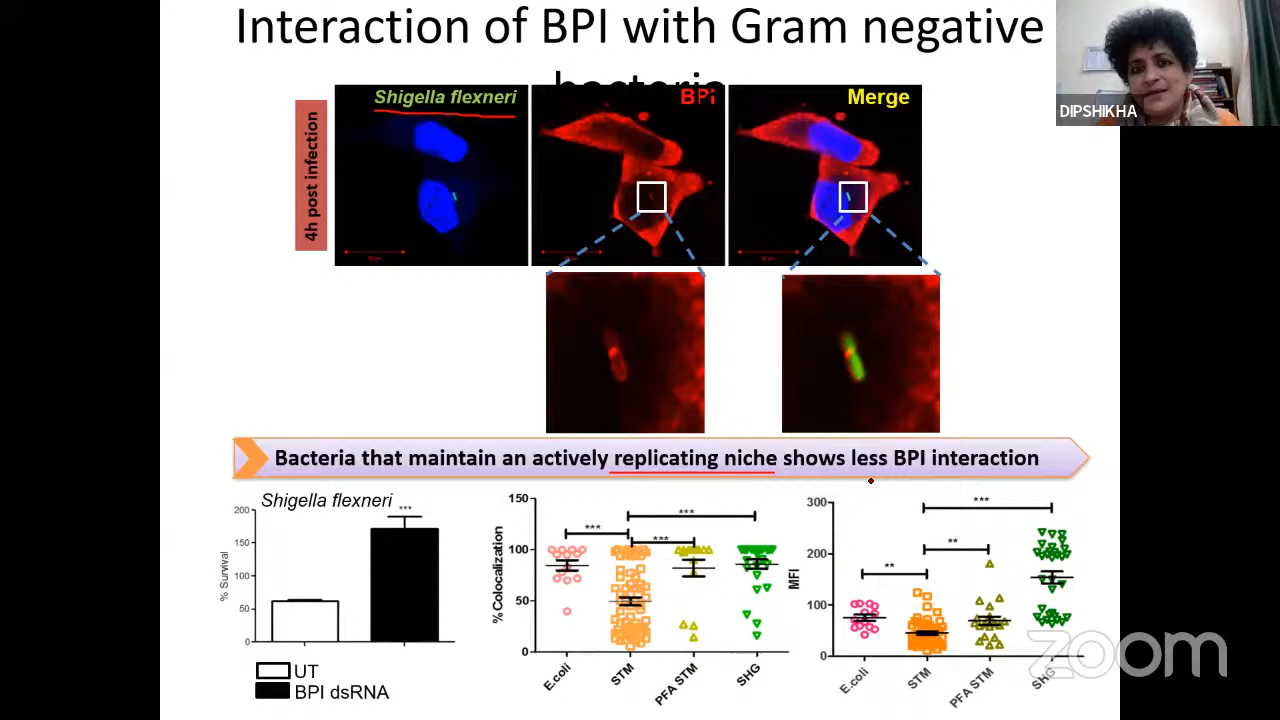 Interaction of BPI with Gram negative
bacteria
DIPSHIKHA
4h post infection
Shigella flexneri
BPi
Merge
Bacteria that maintain an actively replicating niche shows less BPI interaction
Shigella flexneri
% Survival
200
150
100
50
0
***
UT
BPI dsRNA
% Colocalization
150
100
50
0
***
***
***
E.coli
STM
PFA STM
SHG
MFI
300
200
100
0
***
**
**
E.coli
STM
PFA STM
SHG
zoom